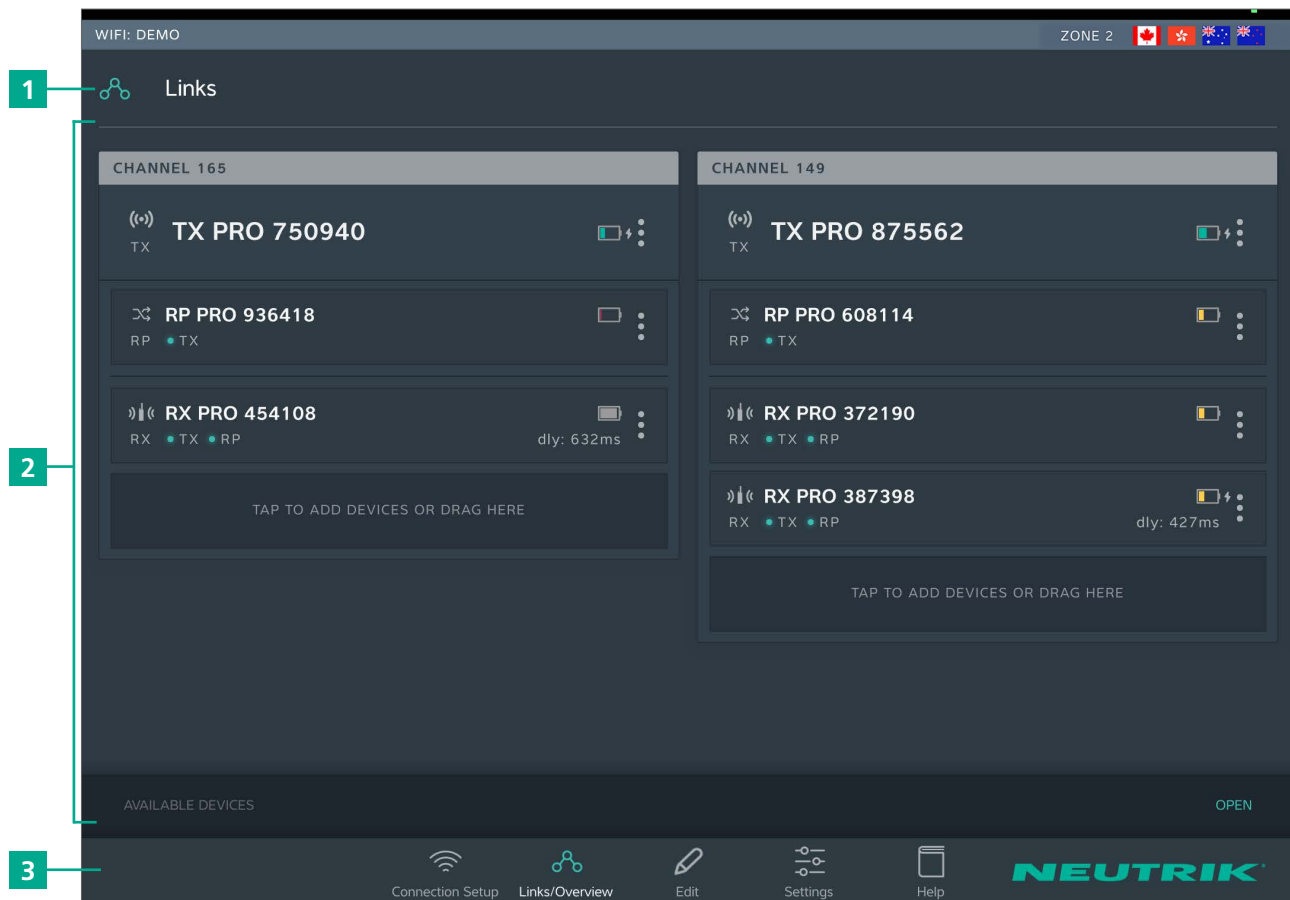 WIFI: DEMO
ZONE 2
1
Links
CHANNEL 165
TX PRO 750940
TX
RP PRO 936418
RP TX
RX PRO 454108
RX TX RP
dly: 632ms
TAP TO ADD DEVICES OR DRAG HERE
CHANNEL 149
TX PRO 875562
TX
RP PRO 608114
RP TX
RX PRO 372190
RX TX RP
RX PRO 387398
RX TX RP
dly: 427ms
TAP TO ADD DEVICES OR DRAG HERE
2
AVAILABLE DEVICES
OPEN
3
Connection Setup
Links/Overview
Edit
Settings
Help
NEUTRIK